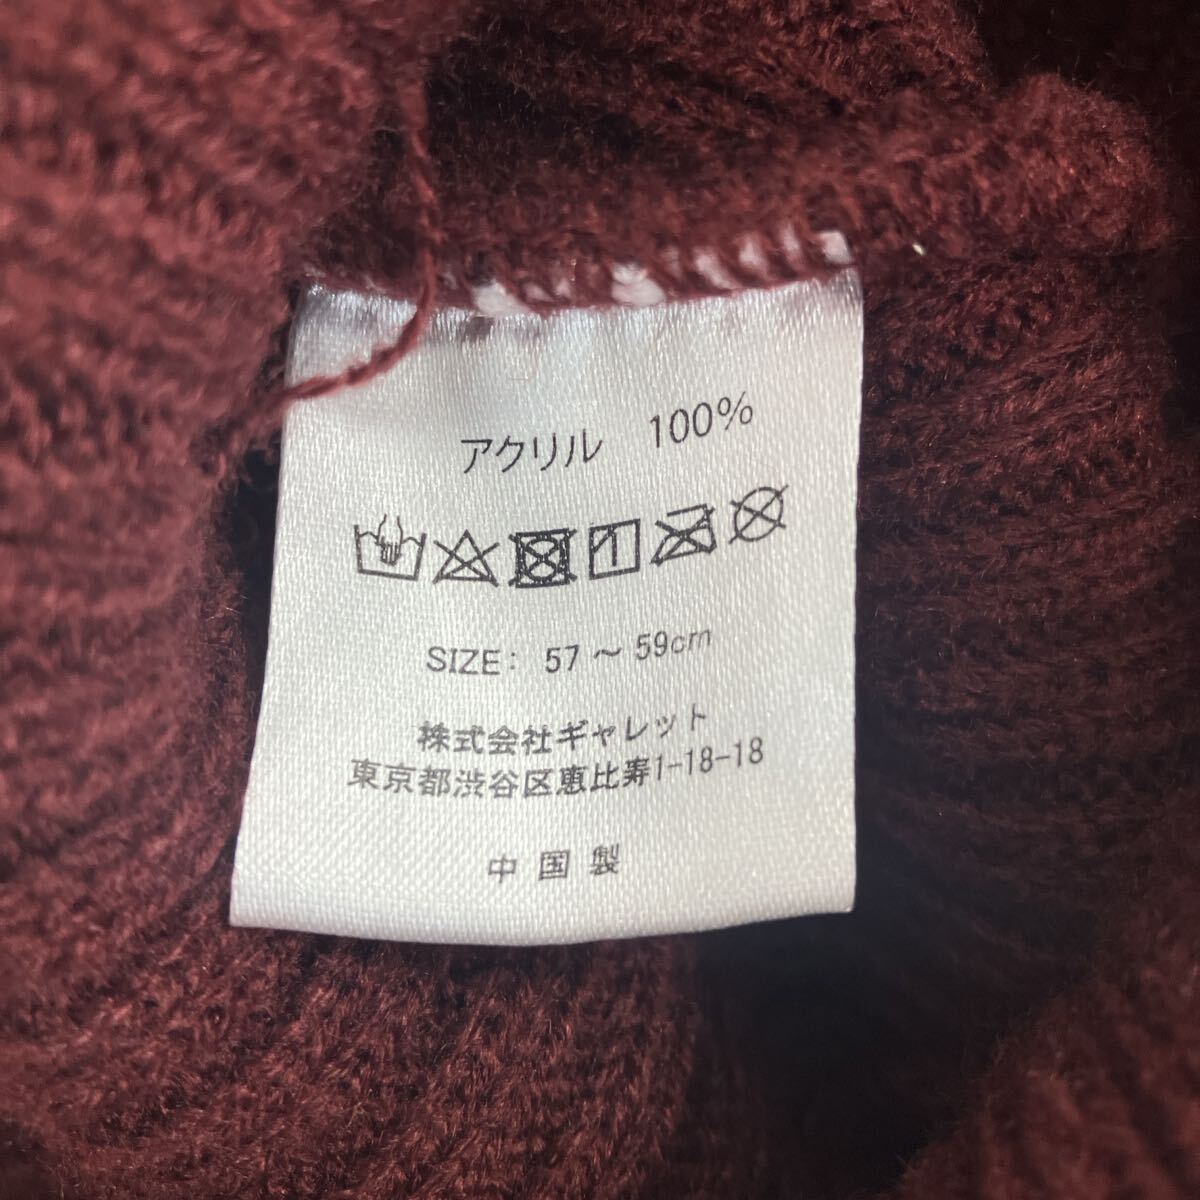 アクリル 100%
SIZE: 57～59cm
株式会社ギャレット
東京都渋谷区恵比寿1-18-18
中国製